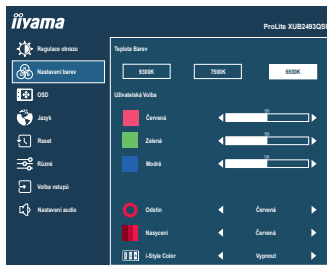 iiyama
ProLite XUB2493QSU
Regulace obrazu
Nastavení barev
OSD
Jazyk
Reset
Různé
Volba vstupů
Nastavení audio
Teplota Barev
9300K
7500K
6500K
Uživatelská Volba
Červená
50
Zelená
50
Modrá
50
Odstín
Červená
Nasycení
Červená
i-Style Color
Vypnout